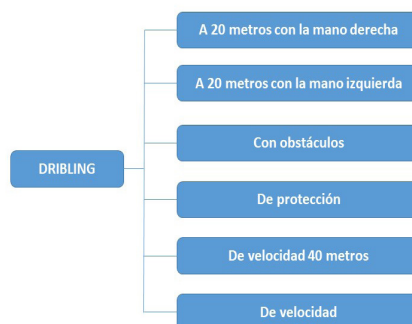 A 20 metros con la mano derecha
A 20 metros con la mano izquierda
Con obstáculos
DRIBLING
De protección
De velocidad 40 metros
De velocidad